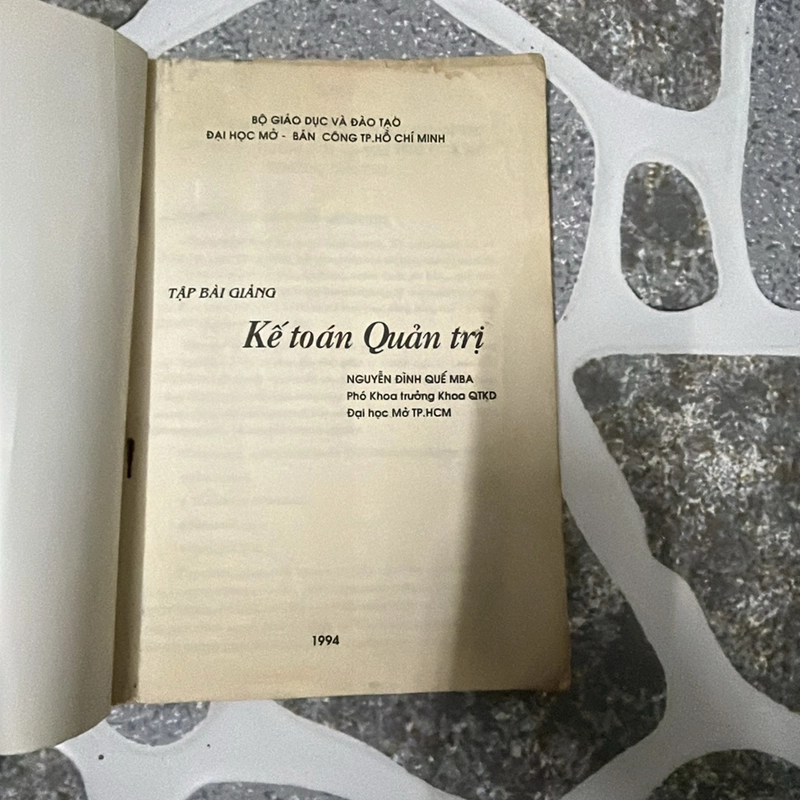 BỘ GIÁO DỤC VÀ ĐÀO TẠO
ĐẠI HỌC MỞ - BÁN CÔNG TP.HỒ CHÍ MINH
TẬP BÀI GIẢNG
Kế toán Quản trị
NGUYỄN ĐÌNH QUẾ MBA
Phó Khoa trưởng Khoa QTKD
Đại học Mở TP.HCM
1994